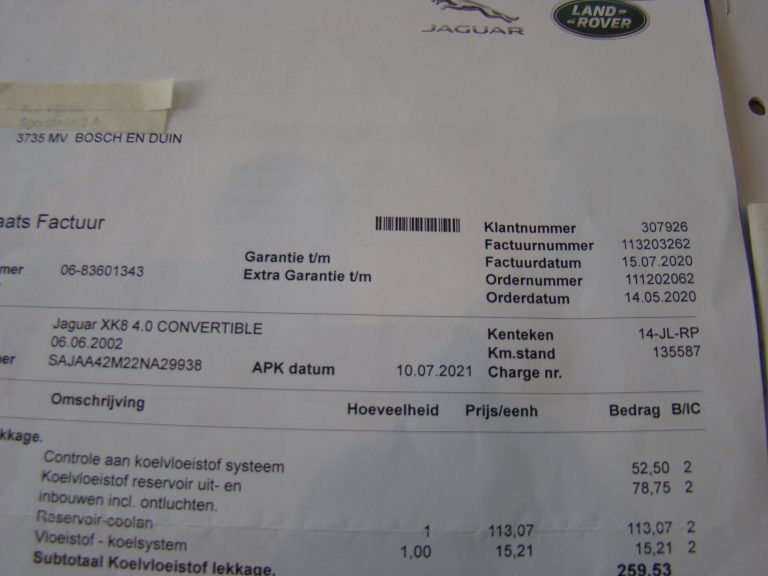 JAGUAR
LAND-
-ROVER
3735 MV BOSCH EN DUIN
aats Factuur
Klantnummer 307926
Factuurnummer 113203262
mer 06-83601343 Garantie t/m Factuurdatum 15.07.2020
Extra Garantie t/m Ordernummer 111202062
Orderdatum 14.05.2020
Jaguar XK8 4.0 CONVERTIBLE Kenteken 14-JL-RP
06.06.2002 Km.stand 135587
er SAJAA42M22NA29938 APK datum 10.07.2021 Charge nr.
Omschrijving Hoeveelheid Prijs/eenh Bedrag B/IC
kkage.
Controle aan koelvloeistof systeem 52,50 2
Koelvloeistof reservoir uit- en 78,75 2
inbouwen incl. ontluchten.
Reservoir-coolan 1 113,07 113,07 2
Vloeistof - koelsystem 1,00 15,21 15,21 2
Subtotaal Koelvloeistof lekkage. 259,53